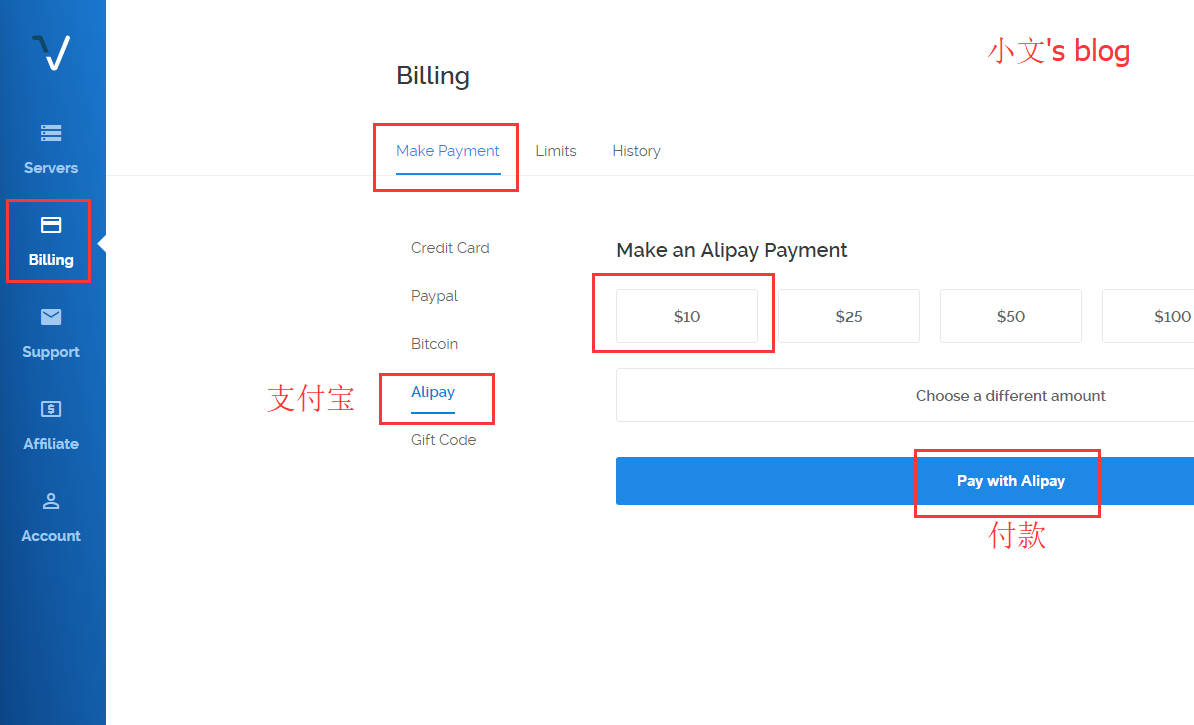 小文's blog
Billing
Make Payment Limits History
Servers
Billing
Support
Affiliate
Account
Credit Card
Paypal
Bitcoin
支付宝
Alipay
Gift Code
Make an Alipay Payment
$10 $25 $50 $100
Choose a different amount
Pay with Alipay
付款